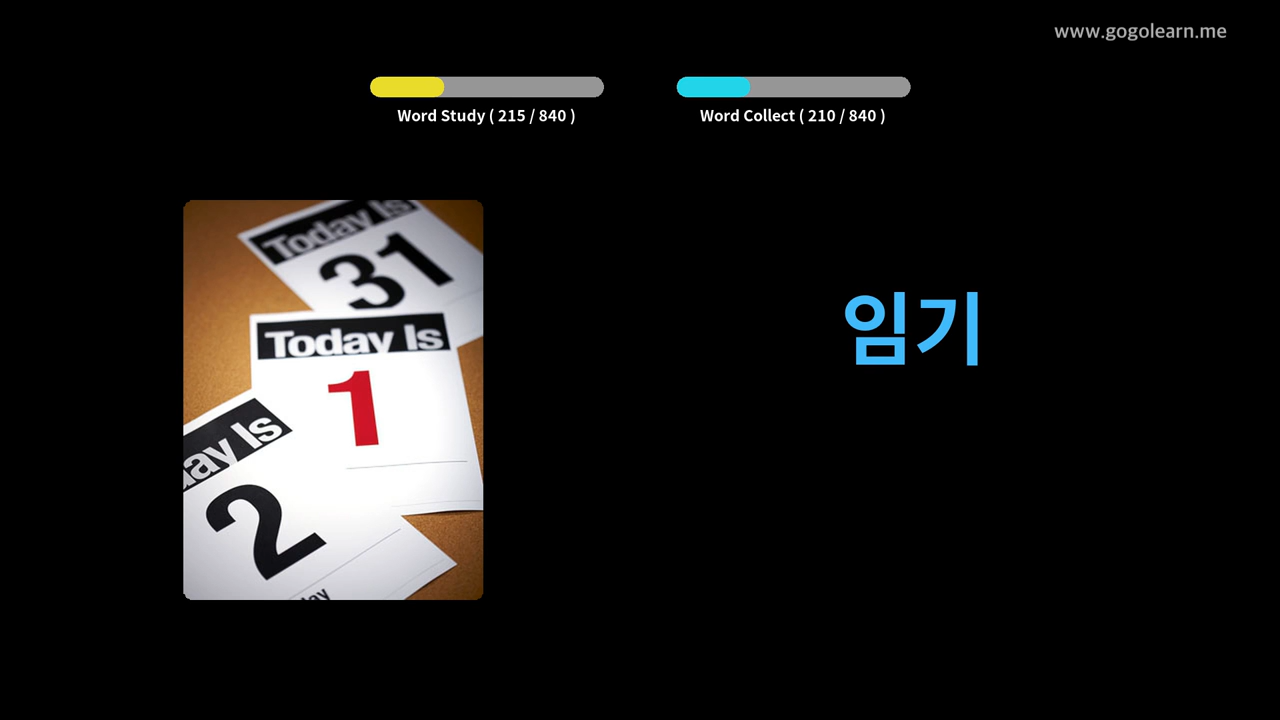 www.gogolearn.me
Word Study ( 215 / 840 )
Word Collect ( 210 / 840 )
Today Is
31
Today Is
1
ay Is
2
ay
임기